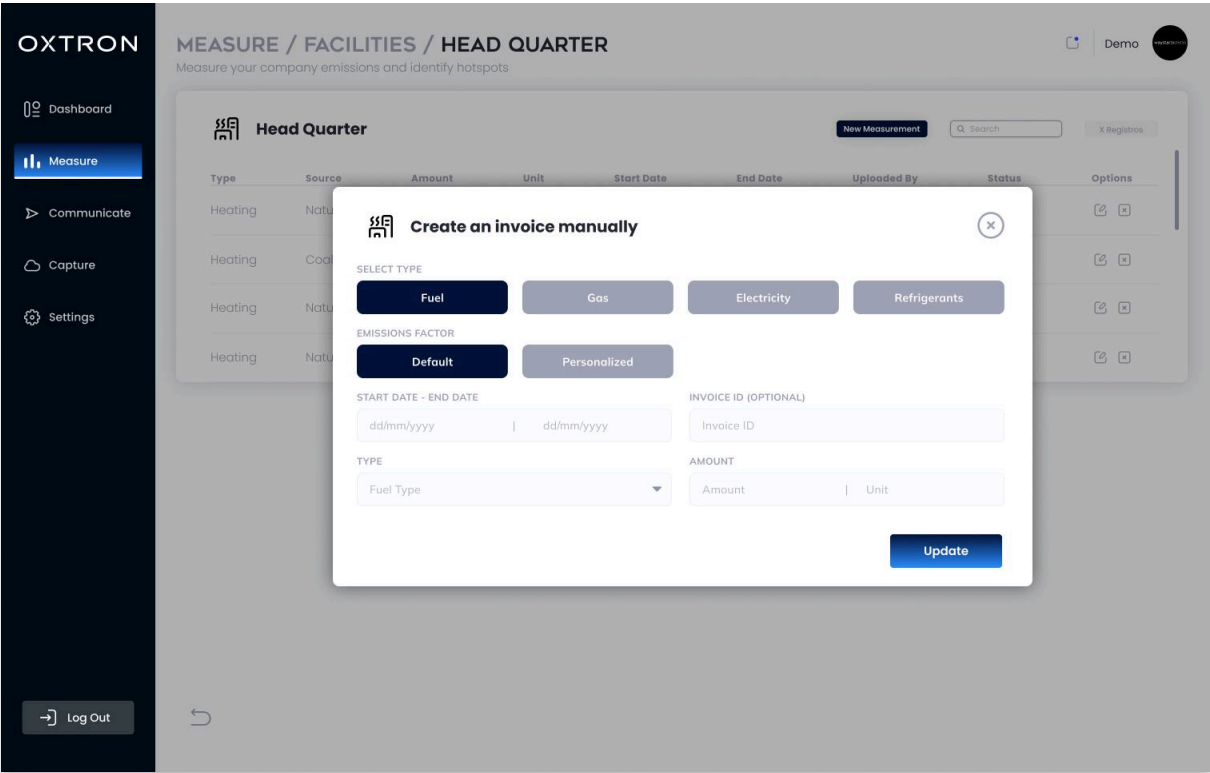 OXTRON
MEASURE / FACILITIES / HEAD QUARTER
Measure your company emissions and identify hotspots
Demo
Dashboard
Measure
Communicate
Capture
Settings
Log Out
Head Quarter
New Measurement
Search
X Registros
Type Source Amount Unit Start Date End Date Uploaded By Status Options
Heating Natu
Heating Coal
Heating Natu
Heating Natu
Create an invoice manually
SELECT TYPE
Fuel Gas Electricity Refrigerants
EMISSIONS FACTOR
Default Personalized
START DATE - END DATE INVOICE ID (OPTIONAL)
dd/mm/yyyy | dd/mm/yyyy Invoice ID
TYPE AMOUNT
Fuel Type Amount | Unit
Update